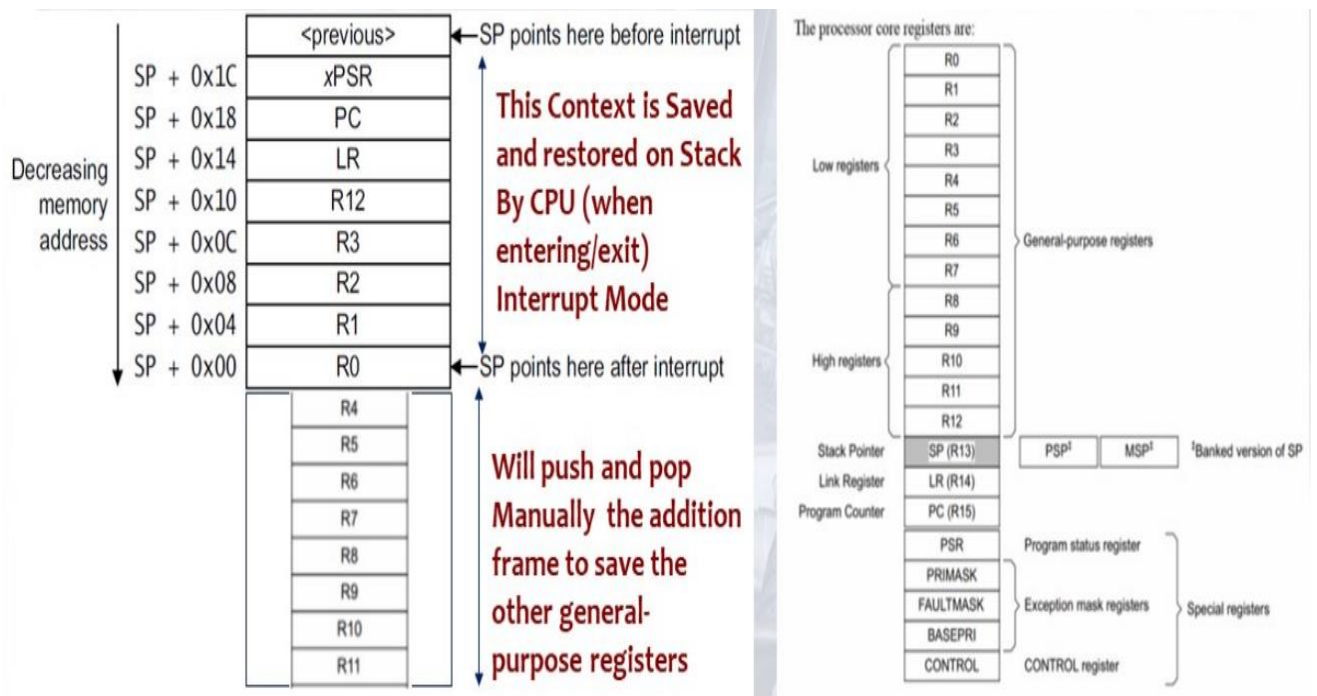 <previous>
SP points here before interrupt
SP + 0x1C
xPSR
SP + 0x18
PC
SP + 0x14
LR
SP + 0x10
R12
SP + 0x0C
R3
SP + 0x08
R2
SP + 0x04
R1
SP + 0x00
R0
SP points here after interrupt
Decreasing
memory
address
This Context is Saved
and restored on Stack
By CPU (when
entering/exit)
Interrupt Mode
R4
R5
R6
R7
R8
R9
R10
R11
Will push and pop
Manually the addition
frame to save the
other general-
purpose registers
The processor core registers are:
R0
R1
R2
R3
R4
R5
R6
R7
R8
R9
R10
R11
R12
Low registers
High registers
General-purpose registers
Stack Pointer
SP (R13)
PSP‡
MSP‡
‡Banked version of SP
Link Register
LR (R14)
Program Counter
PC (R15)
PSR
Program status register
PRIMASK
FAULTMASK
BASEPRI
Exception mask registers
Special registers
CONTROL
CONTROL register